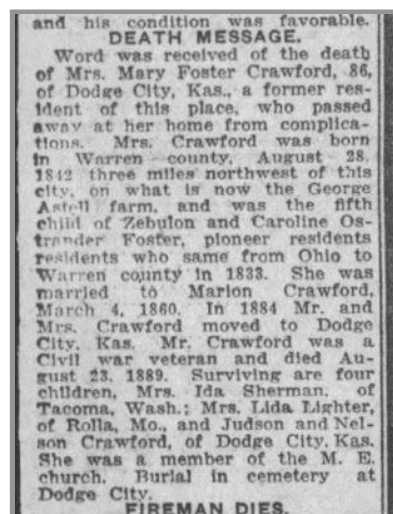 and his condition was favorable.
DEATH MESSAGE.
Word was received of the death
of Mrs. Mary Foster Crawford, 86,
of Dodge City, Kas., a former res-
ident of this place, who passed
away at her home from complica-
tions. Mrs. Crawford was born
in Warren county, August 28,
1842 three miles northwest of this
city, on what is now the George
Astell farm, and was the fifth
child of Zebulon and Caroline Os-
trander Foster, pioneer residents
residents who same from Ohio to
Warren county in 1833. She was
married to Marion Crawford,
March 4, 1860. In 1884 Mr. and
Mrs. Crawford moved to Dodge
City, Kas. Mr. Crawford was a
Civil war veteran and died Au-
gust 23, 1889. Surviving are four
children, Mrs. Ida Sherman, of
Tacoma, Wash.; Mrs. Lida Lighter,
of Rolla, Mo., and Judson and Nel-
son Crawford, of Dodge City, Kas.
She was a member of the M. E.
church. Burial in cemetery at
Dodge City.
FIREMAN DIES.